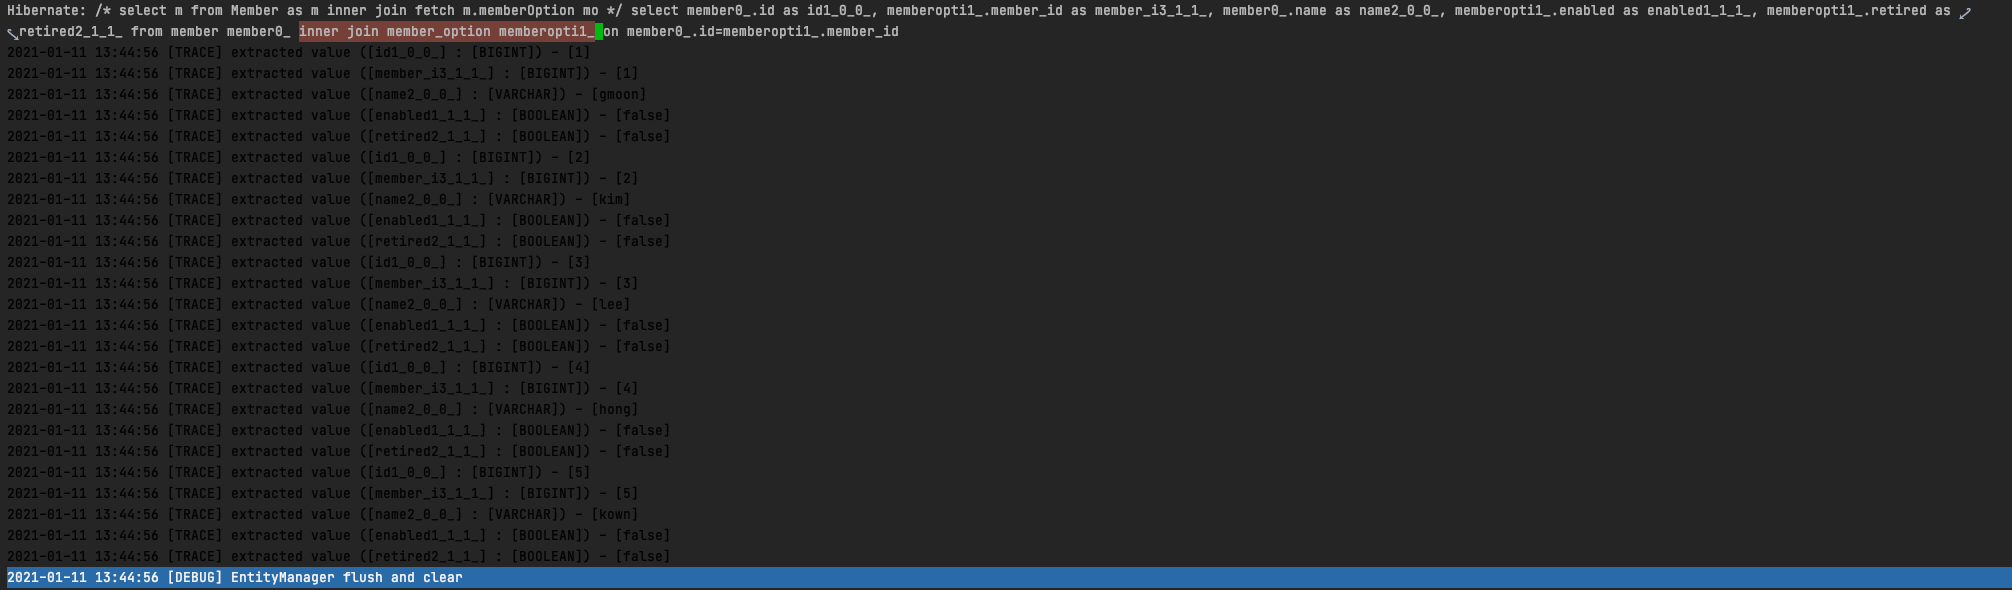 Hibernate: /* select m from Member as m inner join fetch m.memberOption mo */ select member0_.id as id1_0_0_, memberopti1_.member_id as member_i3_1_1_, member0_.name as name2_0_0_, memberopti1_.enabled as enabled1_1_1_, memberopti1_.retired as
retired2_1_1_ from member member0_ inner join member_option memberopti1_ on member0_.id=memberopti1_.member_id
2021-01-11 13:44:56 [TRACE] extracted value ([id1_0_0_] : [BIGINT]) - [1]
2021-01-11 13:44:56 [TRACE] extracted value ([member_i3_1_1_] : [BIGINT]) - [1]
2021-01-11 13:44:56 [TRACE] extracted value ([name2_0_0_] : [VARCHAR]) - [gmoon]
2021-01-11 13:44:56 [TRACE] extracted value ([enabled1_1_1_] : [BOOLEAN]) - [false]
2021-01-11 13:44:56 [TRACE] extracted value ([retired2_1_1_] : [BOOLEAN]) - [false]
2021-01-11 13:44:56 [TRACE] extracted value ([id1_0_0_] : [BIGINT]) - [2]
2021-01-11 13:44:56 [TRACE] extracted value ([member_i3_1_1_] : [BIGINT]) - [2]
2021-01-11 13:44:56 [TRACE] extracted value ([name2_0_0_] : [VARCHAR]) - [kim]
2021-01-11 13:44:56 [TRACE] extracted value ([enabled1_1_1_] : [BOOLEAN]) - [false]
2021-01-11 13:44:56 [TRACE] extracted value ([retired2_1_1_] : [BOOLEAN]) - [false]
2021-01-11 13:44:56 [TRACE] extracted value ([id1_0_0_] : [BIGINT]) - [3]
2021-01-11 13:44:56 [TRACE] extracted value ([member_i3_1_1_] : [BIGINT]) - [3]
2021-01-11 13:44:56 [TRACE] extracted value ([name2_0_0_] : [VARCHAR]) - [lee]
2021-01-11 13:44:56 [TRACE] extracted value ([enabled1_1_1_] : [BOOLEAN]) - [false]
2021-01-11 13:44:56 [TRACE] extracted value ([retired2_1_1_] : [BOOLEAN]) - [false]
2021-01-11 13:44:56 [TRACE] extracted value ([id1_0_0_] : [BIGINT]) - [4]
2021-01-11 13:44:56 [TRACE] extracted value ([member_i3_1_1_] : [BIGINT]) - [4]
2021-01-11 13:44:56 [TRACE] extracted value ([name2_0_0_] : [VARCHAR]) - [hong]
2021-01-11 13:44:56 [TRACE] extracted value ([enabled1_1_1_] : [BOOLEAN]) - [false]
2021-01-11 13:44:56 [TRACE] extracted value ([retired2_1_1_] : [BOOLEAN]) - [false]
2021-01-11 13:44:56 [TRACE] extracted value ([id1_0_0_] : [BIGINT]) - [5]
2021-01-11 13:44:56 [TRACE] extracted value ([member_i3_1_1_] : [BIGINT]) - [5]
2021-01-11 13:44:56 [TRACE] extracted value ([name2_0_0_] : [VARCHAR]) - [kown]
2021-01-11 13:44:56 [TRACE] extracted value ([enabled1_1_1_] : [BOOLEAN]) - [false]
2021-01-11 13:44:56 [TRACE] extracted value ([retired2_1_1_] : [BOOLEAN]) - [false]
2021-01-11 13:44:56 [DEBUG] EntityManager flush and clear